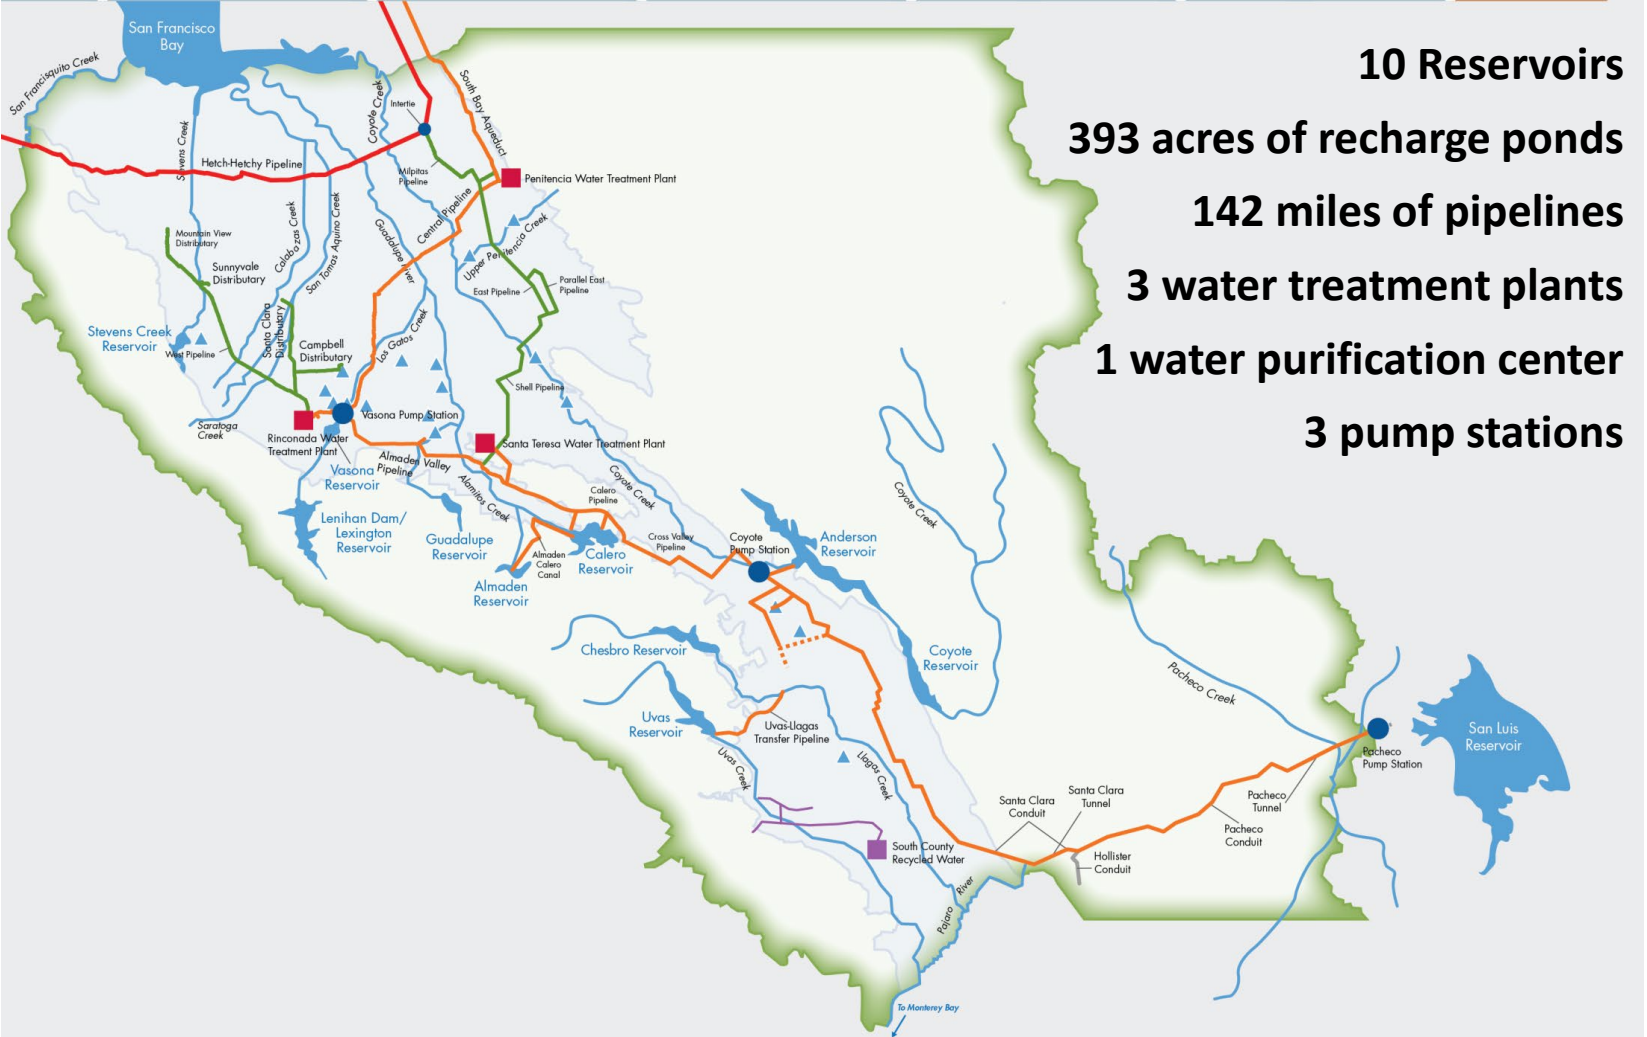 San Francisco
Bay
10 Reservoirs
393 acres of recharge ponds
142 miles of pipelines
3 water treatment plants
1 water purification center
3 pump stations
San Francisquito Creek
Stevens Creek
Hetch-Hetchy Pipeline
Coyote Creek
Intertie
South Bay Aqueduct
Milpitas
Pipeline
Penitencia Water Treatment Plant
Central Pipeline
Upper Penitencia Creek
Guadalupe River
Calabazas Creek
San Tomas Aquino Creek
Mountain View
Distributary
Sunnyvale
Distributary
East Pipeline
Parallel East
Pipeline
Santa Clara
Distributary
Stevens Creek
Reservoir
West Pipeline
Campbell
Distributary
Los Gatos Creek
Shell Pipeline
Saratoga
Creek
Vasona Pump Station
Rinconada Water
Treatment Plant
Santa Teresa Water Treatment Plant
Vasona
Reservoir
Almaden Valley
Pipeline
Alamitos Creek
Coyote Creek
Calero
Pipeline
Coyote Creek
Lenihan Dam/
Lexington
Reservoir
Guadalupe
Reservoir
Almaden
Calero
Canal
Calero
Reservoir
Almaden
Reservoir
Cross Valley
Pipeline
Coyote
Pump Station
Anderson
Reservoir
Chesbro Reservoir
Coyote
Reservoir
Uvas
Reservoir
Uvas-Llagas
Transfer Pipeline
Uvas Creek
Llagas Creek
Pacheco Creek
San Luis
Reservoir
Pacheco
Pump Station
Santa Clara
Conduit
Santa Clara
Tunnel
Pacheco
Tunnel
Pacheco
Conduit
Hollister
Conduit
South County
Recycled Water
Pajaro River
To Monterey Bay